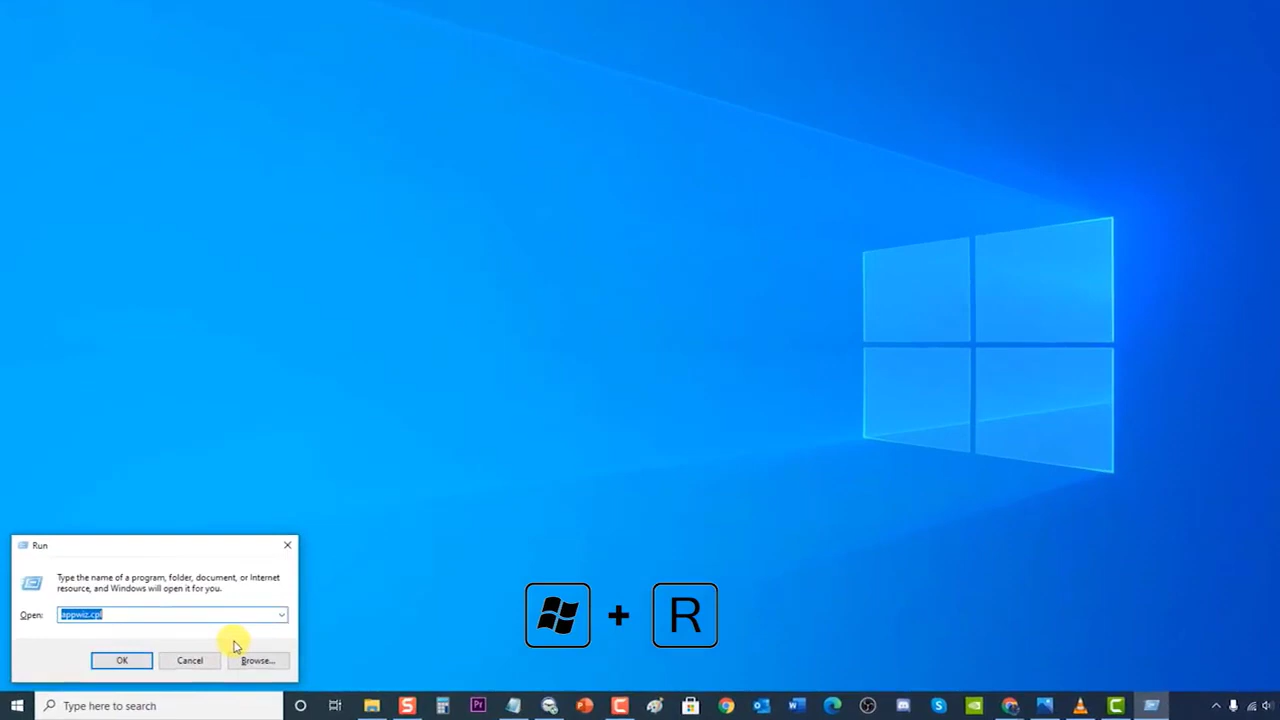 Run
Type the name of a program, folder, document, or Internet
resource, and Windows will open it for you.
Open: appwiz.cpl
OK Cancel Browse...
+ R
Type here to search